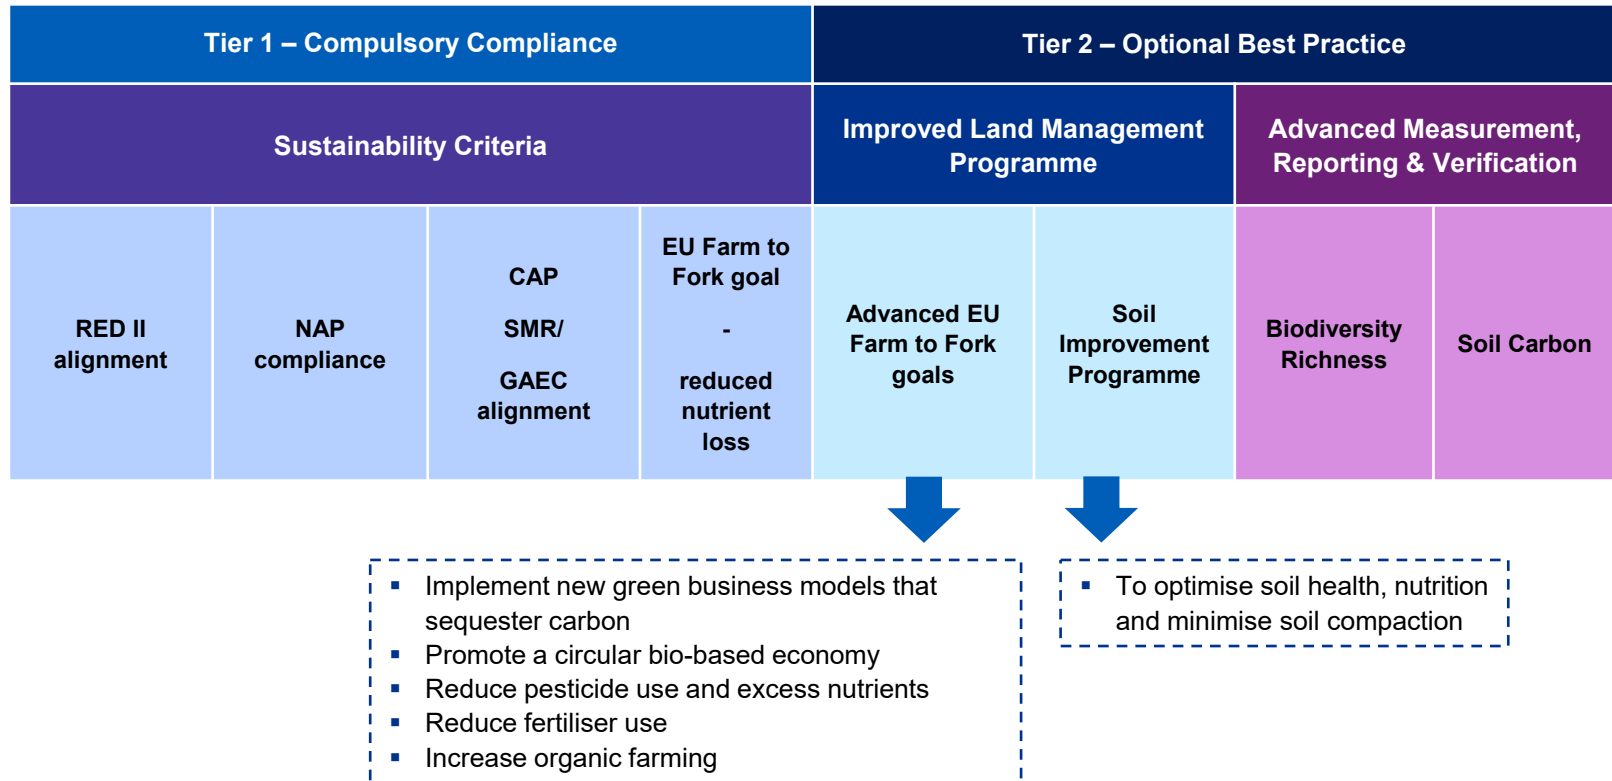 Tier 1 – Compulsory Compliance
Tier 2 – Optional Best Practice
Sustainability Criteria
Improved Land Management
Programme
Advanced Measurement,
Reporting & Verification
RED II
alignment
NAP
compliance
CAP
SMR/
GAEC
alignment
EU Farm to
Fork goal
-
reduced
nutrient
loss
Advanced EU
Farm to Fork
goals
Soil
Improvement
Programme
Biodiversity
Richness
Soil Carbon
▪ Implement new green business models that
sequester carbon
▪ Promote a circular bio-based economy
▪ Reduce pesticide use and excess nutrients
▪ Reduce fertiliser use
▪ Increase organic farming
▪ To optimise soil health, nutrition
and minimise soil compaction